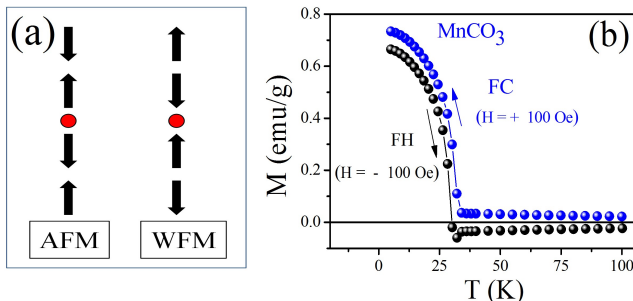 (a)
AFM
WFM
(b)
MnCO₃
FC
(H = + 100 Oe)
FH
(H = - 100 Oe)
M (emu/g)
0.8
0.6
0.4
0.2
0.0
0
25
50
75
100
T (K)